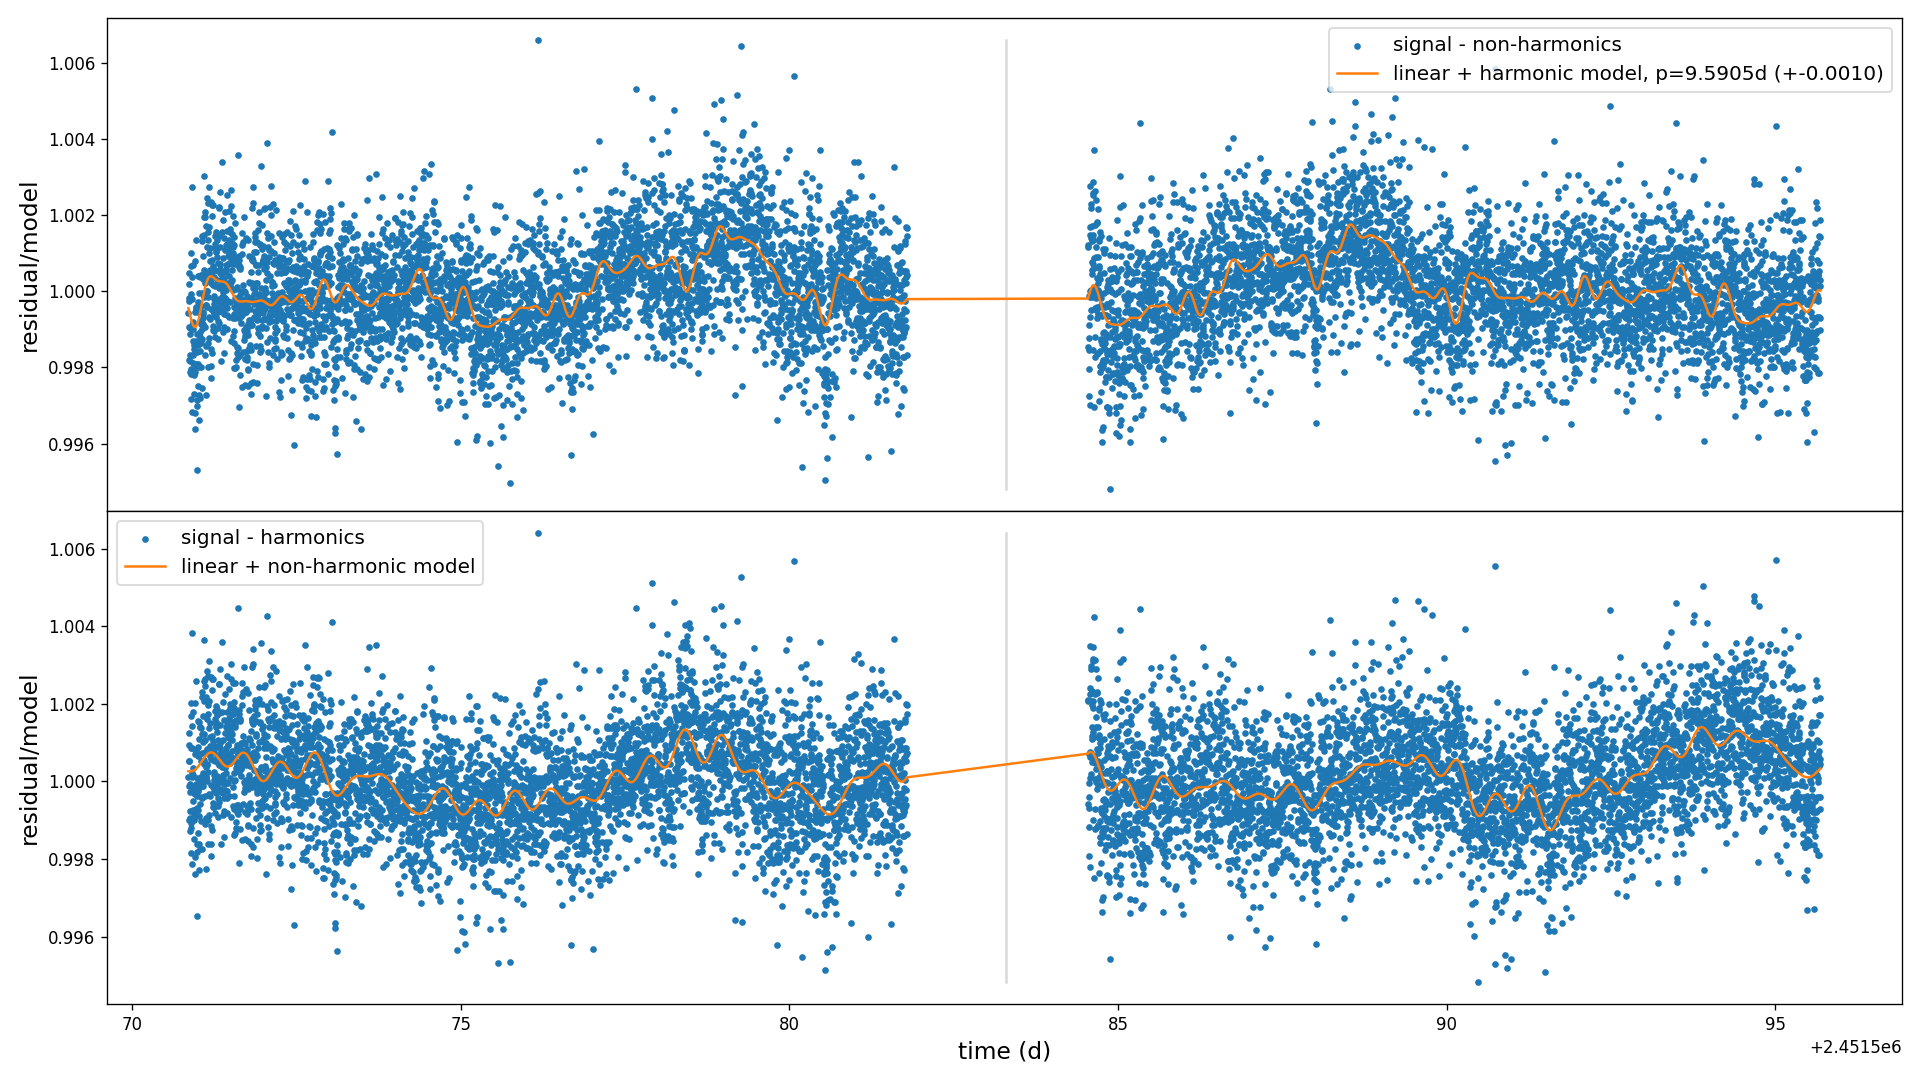 1.006
1.004
1.002
1.000
0.998
0.996
residual/model
signal - non-harmonics
linear + harmonic model, p=9.5905d (+-0.0010)
1.006
1.004
1.002
1.000
0.998
0.996
residual/model
signal - harmonics
linear + non-harmonic model
70 75 80 85 90 95
time (d)
+2.4515e6